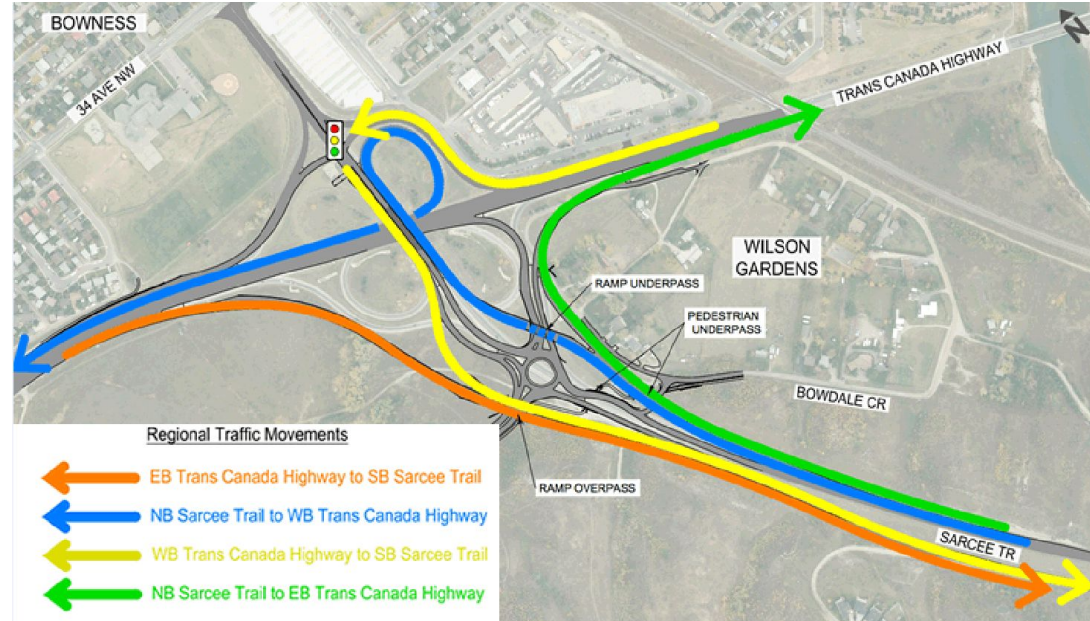 BOWNESS
N
34 AVE NW
TRANS CANADA HIGHWAY
WILSON
GARDENS
RAMP UNDERPASS
PEDESTRIAN
UNDERPASS
BOWDALE CR
Regional Traffic Movements
EB Trans Canada Highway to SB Sarcee Trail
NB Sarcee Trail to WB Trans Canada Highway
WB Trans Canada Highway to SB Sarcee Trail
NB Sarcee Trail to EB Trans Canada Highway
RAMP OVERPASS
SARCEE TR